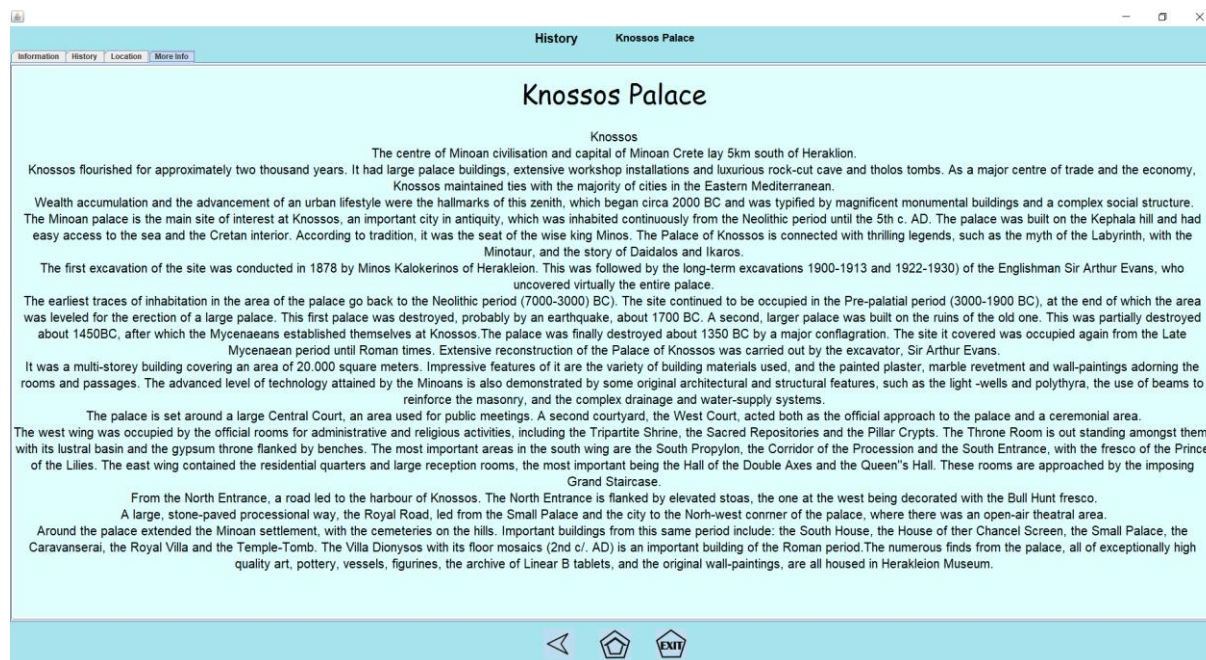 History Knossos Palace
Information History Location More Info
Knossos Palace
Knossos
The centre of Minoan civilisation and capital of Minoan Crete lay 5km south of Heraklion.
Knossos flourished for approximately two thousand years. It had large palace buildings, extensive workshop installations and luxurious rock-cut cave and tholos tombs. As a major centre of trade and the economy,
Knossos maintained ties with the majority of cities in the Eastern Mediterranean.
Wealth accumulation and the advancement of an urban lifestyle were the hallmarks of this zenith, which began circa 2000 BC and was typified by magnificent monumental buildings and a complex social structure.
The Minoan palace is the main site of interest at Knossos, an important city in antiquity, which was inhabited continuously from the Neolithic period until the 5th c. AD. The palace was built on the Kephala hill and had
easy access to the sea and the Cretan interior. According to tradition, it was the seat of the wise king Minos. The Palace of Knossos is connected with thrilling legends, such as the myth of the Labyrinth, with the
Minotaur, and the story of Daidalos and Ikaros.
The first excavation of the site was conducted in 1878 by Minos Kalokerinos of Herakleion. This was followed by the long-term excavations 1900-1913 and 1922-1930) of the Englishman Sir Arthur Evans, who
uncovered virtually the entire palace.
The earliest traces of inhabitation in the area of the palace go back to the Neolithic period (7000-3000) BC). The site continued to be occupied in the Pre-palatial period (3000-1900 BC), at the end of which the area
was leveled for the erection of a large palace. This first palace was destroyed, probably by an earthquake, about 1700 BC. A second, larger palace was built on the ruins of the old one. This was partially destroyed
about 1450BC, after which the Mycenaeans established themselves at Knossos.The palace was finally destroyed about 1350 BC by a major conflagration. The site it covered was occupied again from the Late
Mycenaean period until Roman times. Extensive reconstruction of the Palace of Knossos was carried out by the excavator, Sir Arthur Evans.
It was a multi-storey building covering an area of 20.000 square meters. Impressive features of it are the variety of building materials used, and the painted plaster, marble revetment and wall-paintings adorning the
rooms and passages. The advanced level of technology attained by the Minoans is also demonstrated by some original architectural and structural features, such as the light -wells and polythyra, the use of beams to
reinforce the masonry, and the complex drainage and water-supply systems.
The palace is set around a large Central Court, an area used for public meetings. A second courtyard, the West Court, acted both as the official approach to the palace and a ceremonial area.
The west wing was occupied by the official rooms for administrative and religious activities, including the Tripartite Shrine, the Sacred Repositories and the Pillar Crypts. The Throne Room is out standing amongst them
with its lustral basin and the gypsum throne flanked by benches. The most important areas in the south wing are the South Propylon, the Corridor of the Procession and the South Entrance, with the fresco of the Prince
of the Lilies. The east wing contained the residential quarters and large reception rooms, the most important being the Hall of the Double Axes and the Queen"s Hall. These rooms are approached by the imposing
Grand Staircase.
From the North Entrance, a road led to the harbour of Knossos. The North Entrance is flanked by elevated stoas, the one at the west being decorated with the Bull Hunt fresco.
A large, stone-paved processional way, the Royal Road, led from the Small Palace and the city to the Norh-west conrner of the palace, where there was an open-air theatral area.
Around the palace extended the Minoan settlement, with the cemeteries on the hills. Important buildings from this same period include: the South House, the House of ther Chancel Screen, the Small Palace, the
Caravanserai, the Royal Villa and the Temple-Tomb. The Villa Dionysos with its floor mosaics (2nd c/. AD) is an important building of the Roman period.The numerous finds from the palace, all of exceptionally high
quality art, pottery, vessels, figurines, the archive of Linear B tablets, and the original wall-paintings, are all housed in Herakleion Museum.
EXIT